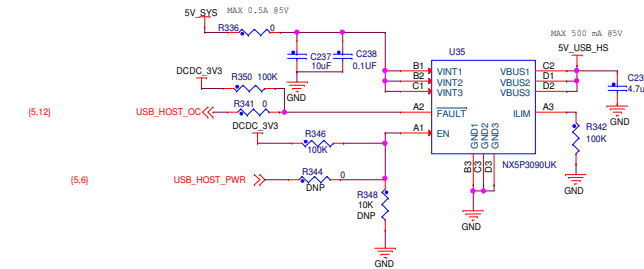 5V_SYS MAX 0.5A @5V
R336 0
MAX 500 mA @5V
5V_USB_HS
C237
10uF
C238
0.1UF
U35
DCDC_3V3
R350 100K
GND
B1 VINT1 VBUS1 C2
B2 VINT2 VBUS2 D1
C1 VINT3 VBUS3 D2
4.7u
GND
{5,12} USB_HOST_OC R341 0
A2 FAULT ILIM A3
DCDC_3V3
R346
100K
A1 EN
GND1
GND2
GND3
R342
100K
NX5P3090UK
B3
C3
D3
{5,6} USB_HOST_PWR R344 0
DNP
R348
10K
DNP
GND
GND
GND